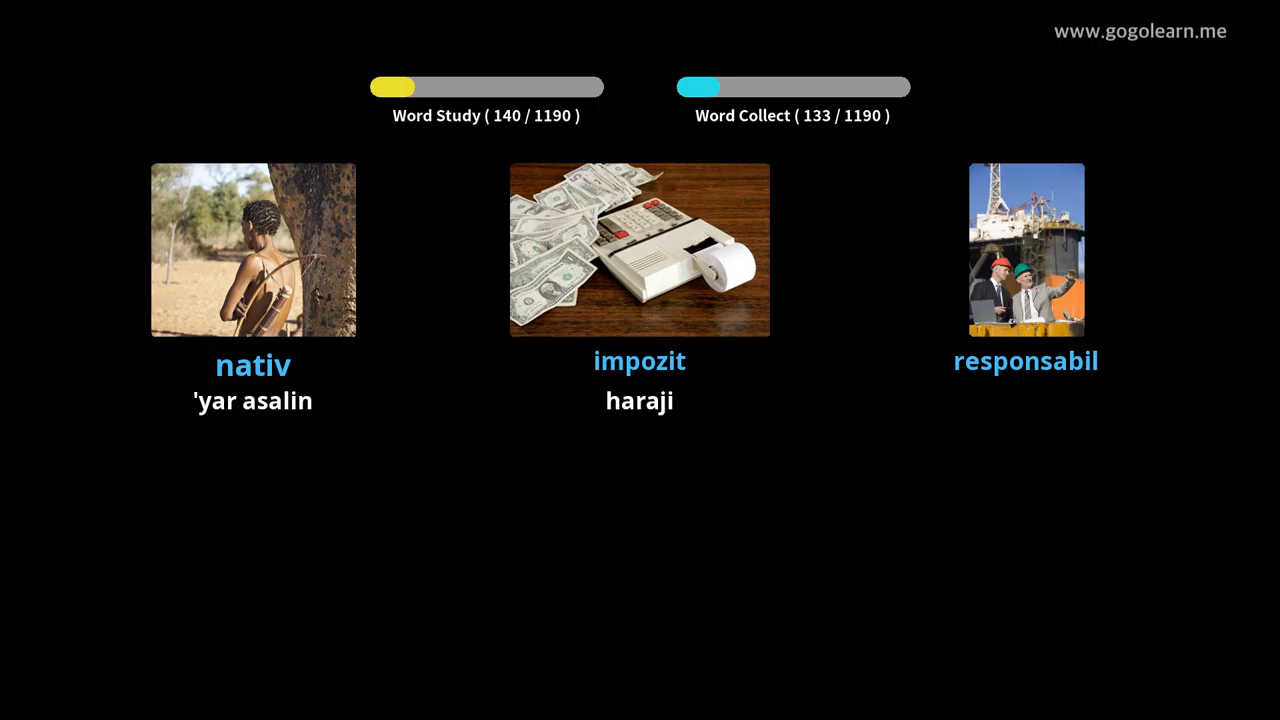 www.gogolearn.me
Word Study ( 140 / 1190 )
Word Collect ( 133 / 1190 )
nativ
'yar asalin
impozit
haraji
responsabil